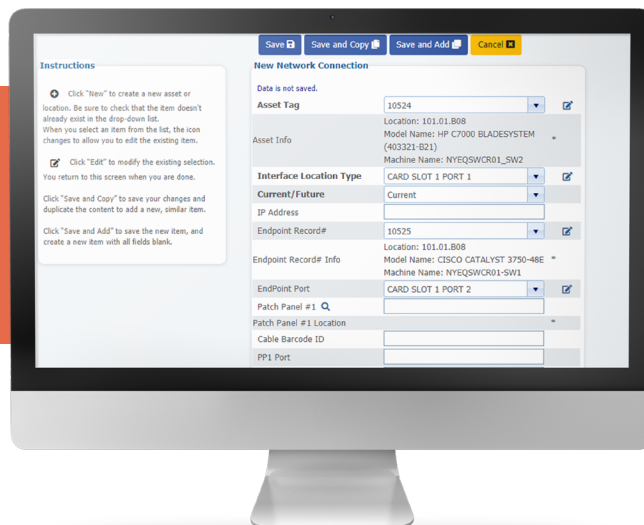 Save Save and Copy Save and Add Cancel
Instructions
Click "New" to create a new asset or
location. Be sure to check that the item doesn't
already exist in the drop-down list.
When you select an item from the list, the icon
changes to allow you to edit the existing item.
Click "Edit" to modify the existing selection.
You return to this screen when you are done.
Click "Save and Copy" to save your changes and
duplicate the content to add a new, similar item.
Click "Save and Add" to save the new item, and
create a new item with all fields blank.
New Network Connection
Data is not saved.
Asset Tag 10524
Asset Info Location: 101.01.B08
Model Name: HP C7000 BLADESYSTEM
(403321-B21) *
Machine Name: NYEQSWCR01_SW2
Interface Location Type CARD SLOT 1 PORT 1
Current/Future Current
IP Address
Endpoint Record# 10525
Endpoint Record# Info Location: 101.01.B08
Model Name: CISCO CATALYST 3750-48E *
Machine Name: NYEQSWCR01-SW1
EndPoint Port CARD SLOT 1 PORT 2
Patch Panel #1
Patch Panel #1 Location *
Cable Barcode ID
PP1 Port